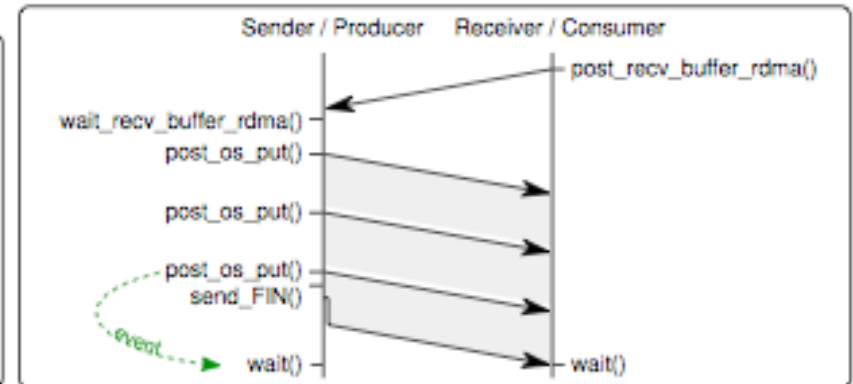 Sender / Producer Receiver / Consumer
post_recv_buffer_rdma()
wait_recv_buffer_rdma()
post_os_put()
post_os_put()
post_os_put()
send_FIN()
event
wait() wait()